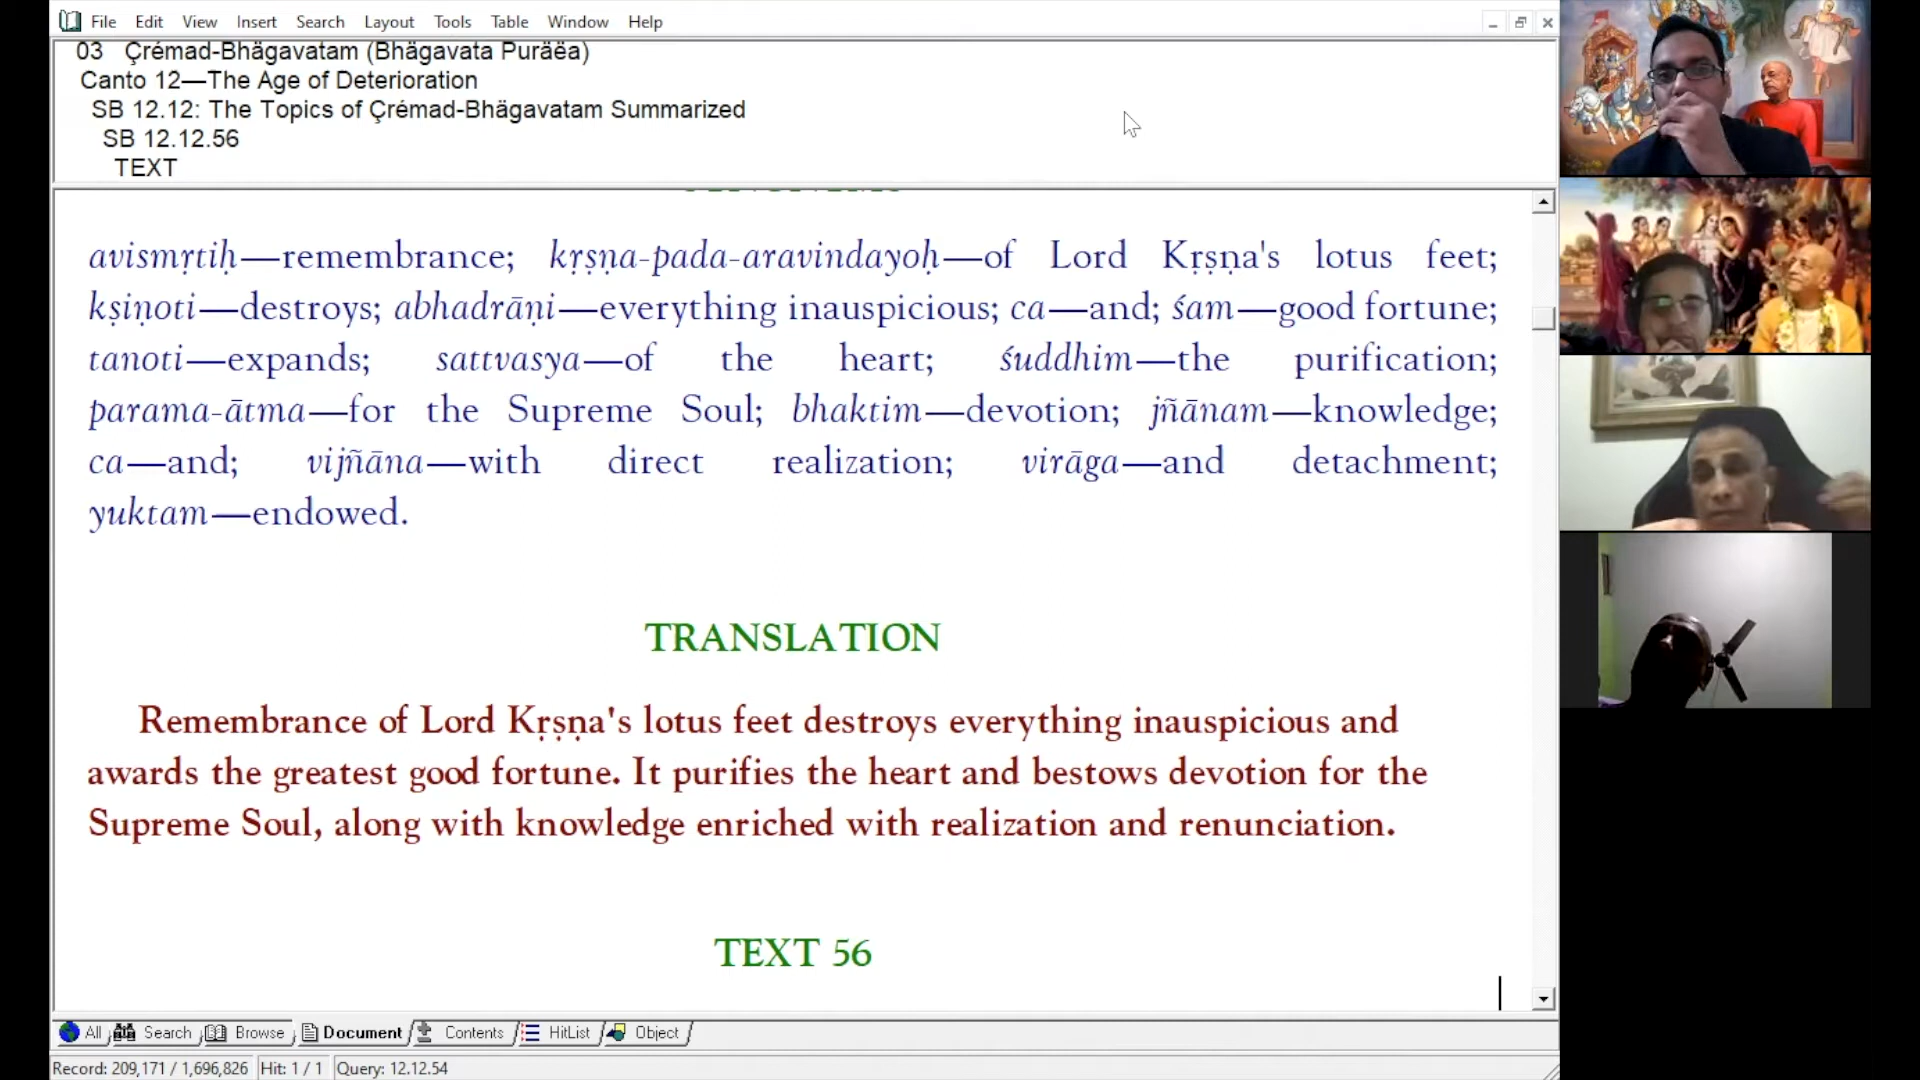 File Edit View Insert Search Layout Tools Table Window Help
03 Çrémad-Bhägavatam (Bhägavata Puräëa)
Canto 12—The Age of Deterioration
SB 12.12: The Topics of Çrémad-Bhägavatam Summarized
SB 12.12.56
TEXT
avismṛtiḥ—remembrance; kṛṣṇa-pada-aravindayoḥ—of Lord Kṛṣṇa's lotus feet;
kṣiṇoti—destroys; abhadrāṇi—everything inauspicious; ca—and; śam—good fortune;
tanoti—expands; sattvasya—of the heart; śuddhim—the purification;
parama-ātma—for the Supreme Soul; bhaktim—devotion; jñānam—knowledge;
ca—and; vijñāna—with direct realization; virāga—and detachment;
yuktam—endowed.
TRANSLATION
Remembrance of Lord Kṛṣṇa's lotus feet destroys everything inauspicious and
awards the greatest good fortune. It purifies the heart and bestows devotion for the
Supreme Soul, along with knowledge enriched with realization and renunciation.
TEXT 56
All Search Browse Document Contents HitList Object
Record: 209,171 / 1,696,826 Hit: 1 / 1 Query: 12.12.54